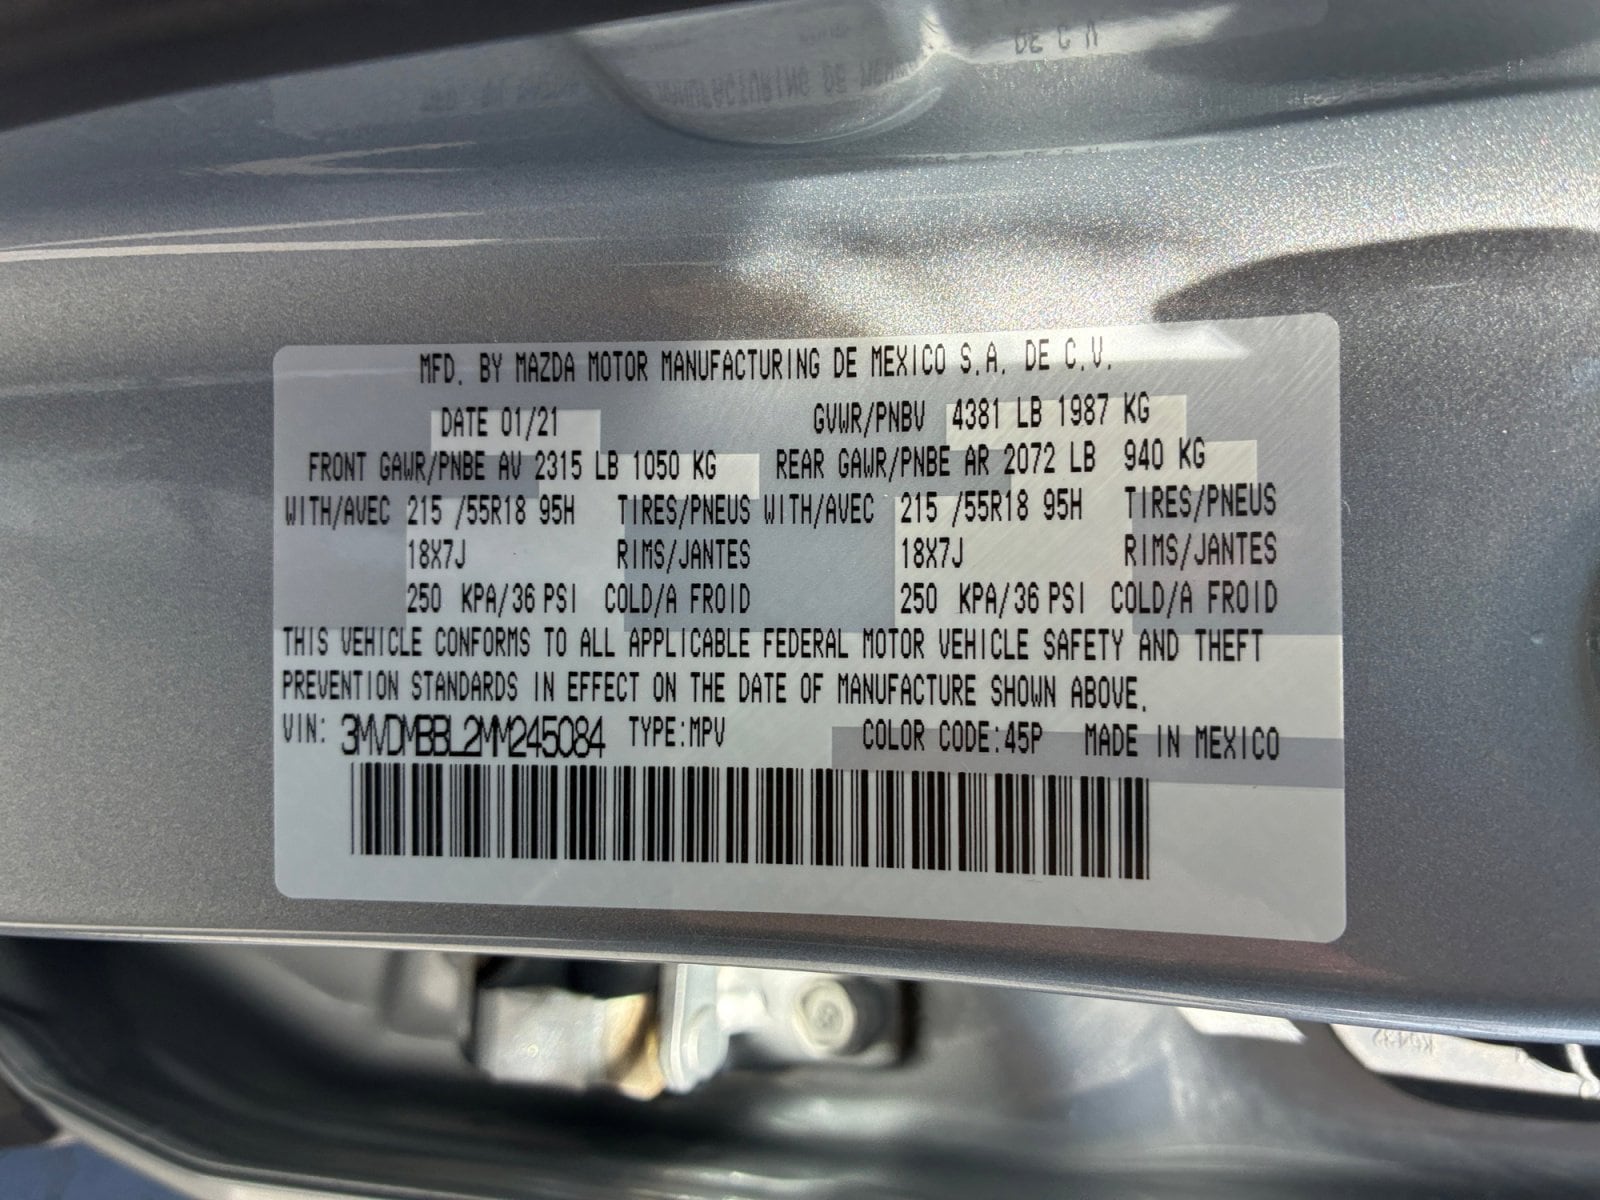 MFD. BY MAZDA MOTOR MANUFACTURING DE MEXICO S.A. DE C.V.
DATE 01/21 GVWR/PNBV 4381 LB 1987 KG
FRONT GAWR/PNBE AV 2315 LB 1050 KG REAR GAWR/PNBE AR 2072 LB 940 KG
WITH/AVEC 215 /55R18 95H TIRES/PNEUS WITH/AVEC 215 /55R18 95H TIRES/PNEUS
18X7J RIMS/JANTES 18X7J RIMS/JANTES
250 KPA/36 PSI COLD/A FROID 250 KPA/36 PSI COLD/A FROID
THIS VEHICLE CONFORMS TO ALL APPLICABLE FEDERAL MOTOR VEHICLE SAFETY AND THEFT
PREVENTION STANDARDS IN EFFECT ON THE DATE OF MANUFACTURE SHOWN ABOVE.
VIN: 3MVDMBBL2MM245084 TYPE:MPV COLOR CODE:45P MADE IN MEXICO